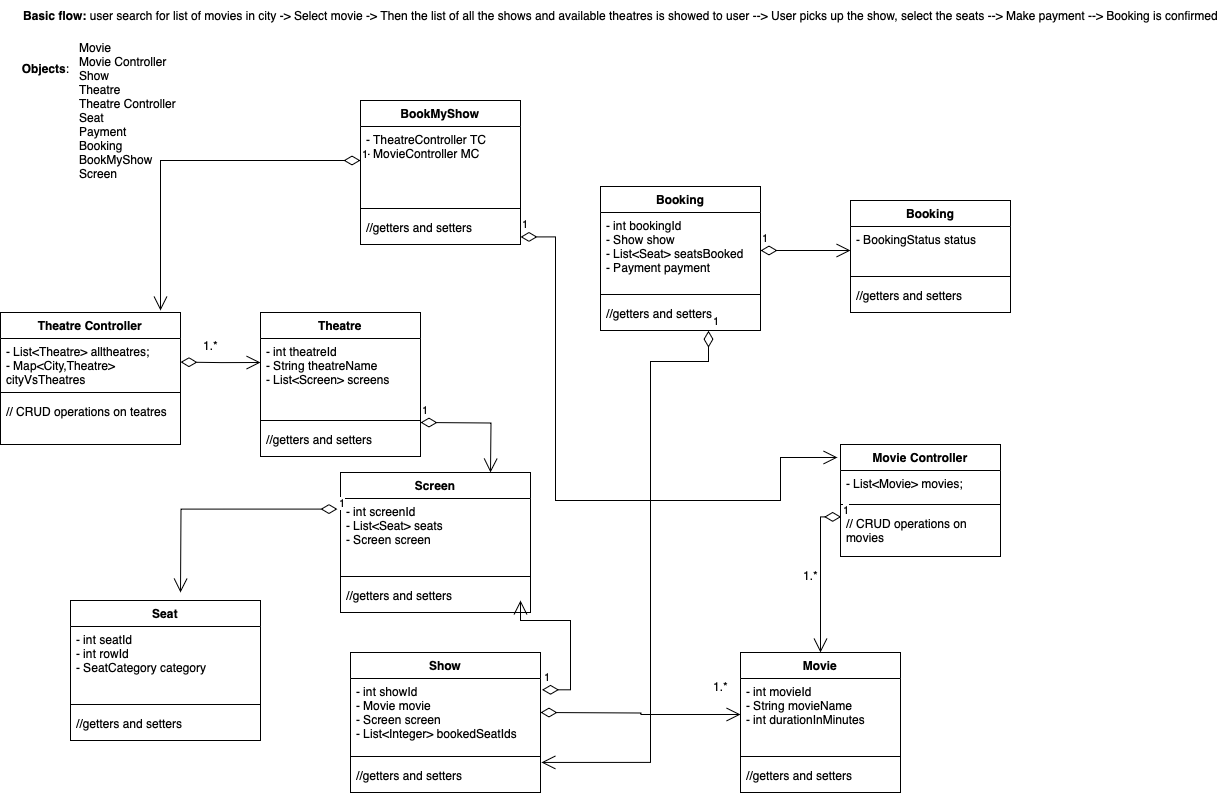 Basic flow: user search for list of movies in city -> Select movie -> Then the list of all the shows and available theatres is showed to user --> User picks up the show, select the seats --> Make payment --> Booking is confirmed
Objects:
Movie
Movie Controller
Show
Theatre
Theatre Controller
Seat
Payment
Booking
BookMyShow
Screen
BookMyShow
- TheatreController TC
- MovieController MC
1
//getters and setters
1
Booking
- int bookingId
- Show show
- List<Seat> seatsBooked
- Payment payment
//getters and setters
1
1
Booking
- BookingStatus status
//getters and setters
Theatre Controller
- List<Theatre> alltheatres;
- Map<City,Theatre>
cityVsTheatres
// CRUD operations on teatres
1.*
Theatre
- int theatreId
- String theatreName
- List<Screen> screens
//getters and setters
1
Screen
1
- int screenId
- List<Seat> seats
- Screen screen
//getters and setters
Movie Controller
- List<Movie> movies;
1
// CRUD operations on
movies
1.*
Seat
- int seatId
- int rowId
- SeatCategory category
//getters and setters
Show
- int showId
- Movie movie
- Screen screen
- List<Integer> bookedSeatIds
//getters and setters
1
1.*
Movie
- int movieId
- String movieName
- int durationInMinutes
//getters and setters